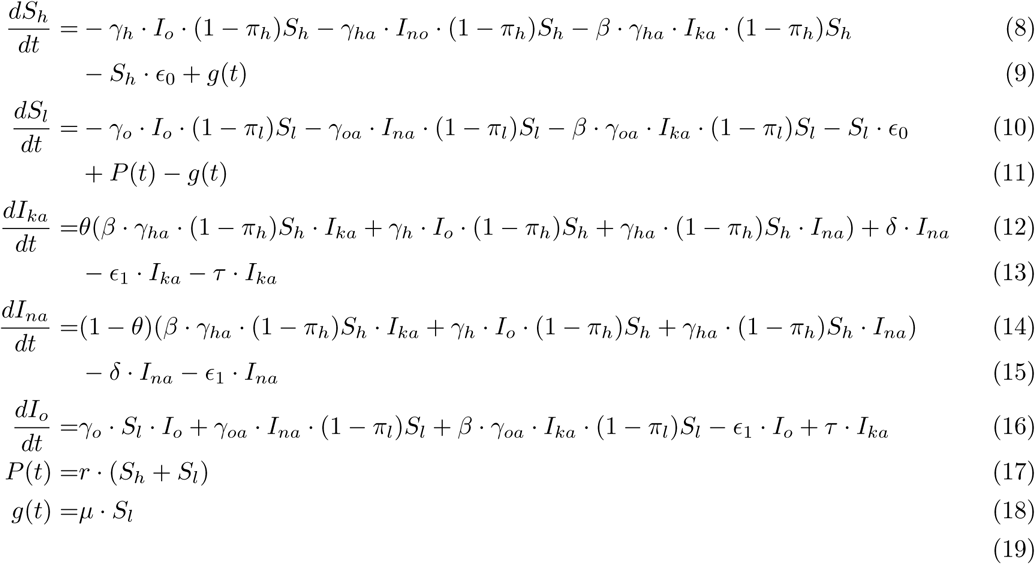 dS_h/dt = − γ_h · I_o · (1 − π_h)S_h − γ_ha · I_no · (1 − π_h)S_h − β · γ_ha · I_ka · (1 − π_h)S_h (8)
− S_h · ϵ_0 + g(t) (9)
dS_l/dt = − γ_o · I_o · (1 − π_l)S_l − γ_oa · I_na · (1 − π_l)S_l − β · γ_oa · I_ka · (1 − π_l)S_l − S_l · ϵ_0 (10)
+ P(t) − g(t) (11)
dI_ka/dt = θ(β · γ_ha · (1 − π_h)S_h · I_ka + γ_h · I_o · (1 − π_h)S_h + γ_ha · (1 − π_h)S_h · I_na) + δ · I_na (12)
− ϵ_1 · I_ka − τ · I_ka (13)
dI_na/dt = (1 − θ)(β · γ_ha · (1 − π_h)S_h · I_ka + γ_h · I_o · (1 − π_h)S_h + γ_ha · (1 − π_h)S_h · I_na) (14)
− δ · I_na − ϵ_1 · I_na (15)
dI_o/dt = γ_o · S_l · I_o + γ_oa · I_na · (1 − π_l)S_l + β · γ_oa · I_ka · (1 − π_l)S_l − ϵ_1 · I_o + τ · I_ka (16)
P(t) = r · (S_h + S_l) (17)
g(t) = μ · S_l (18)
(19)